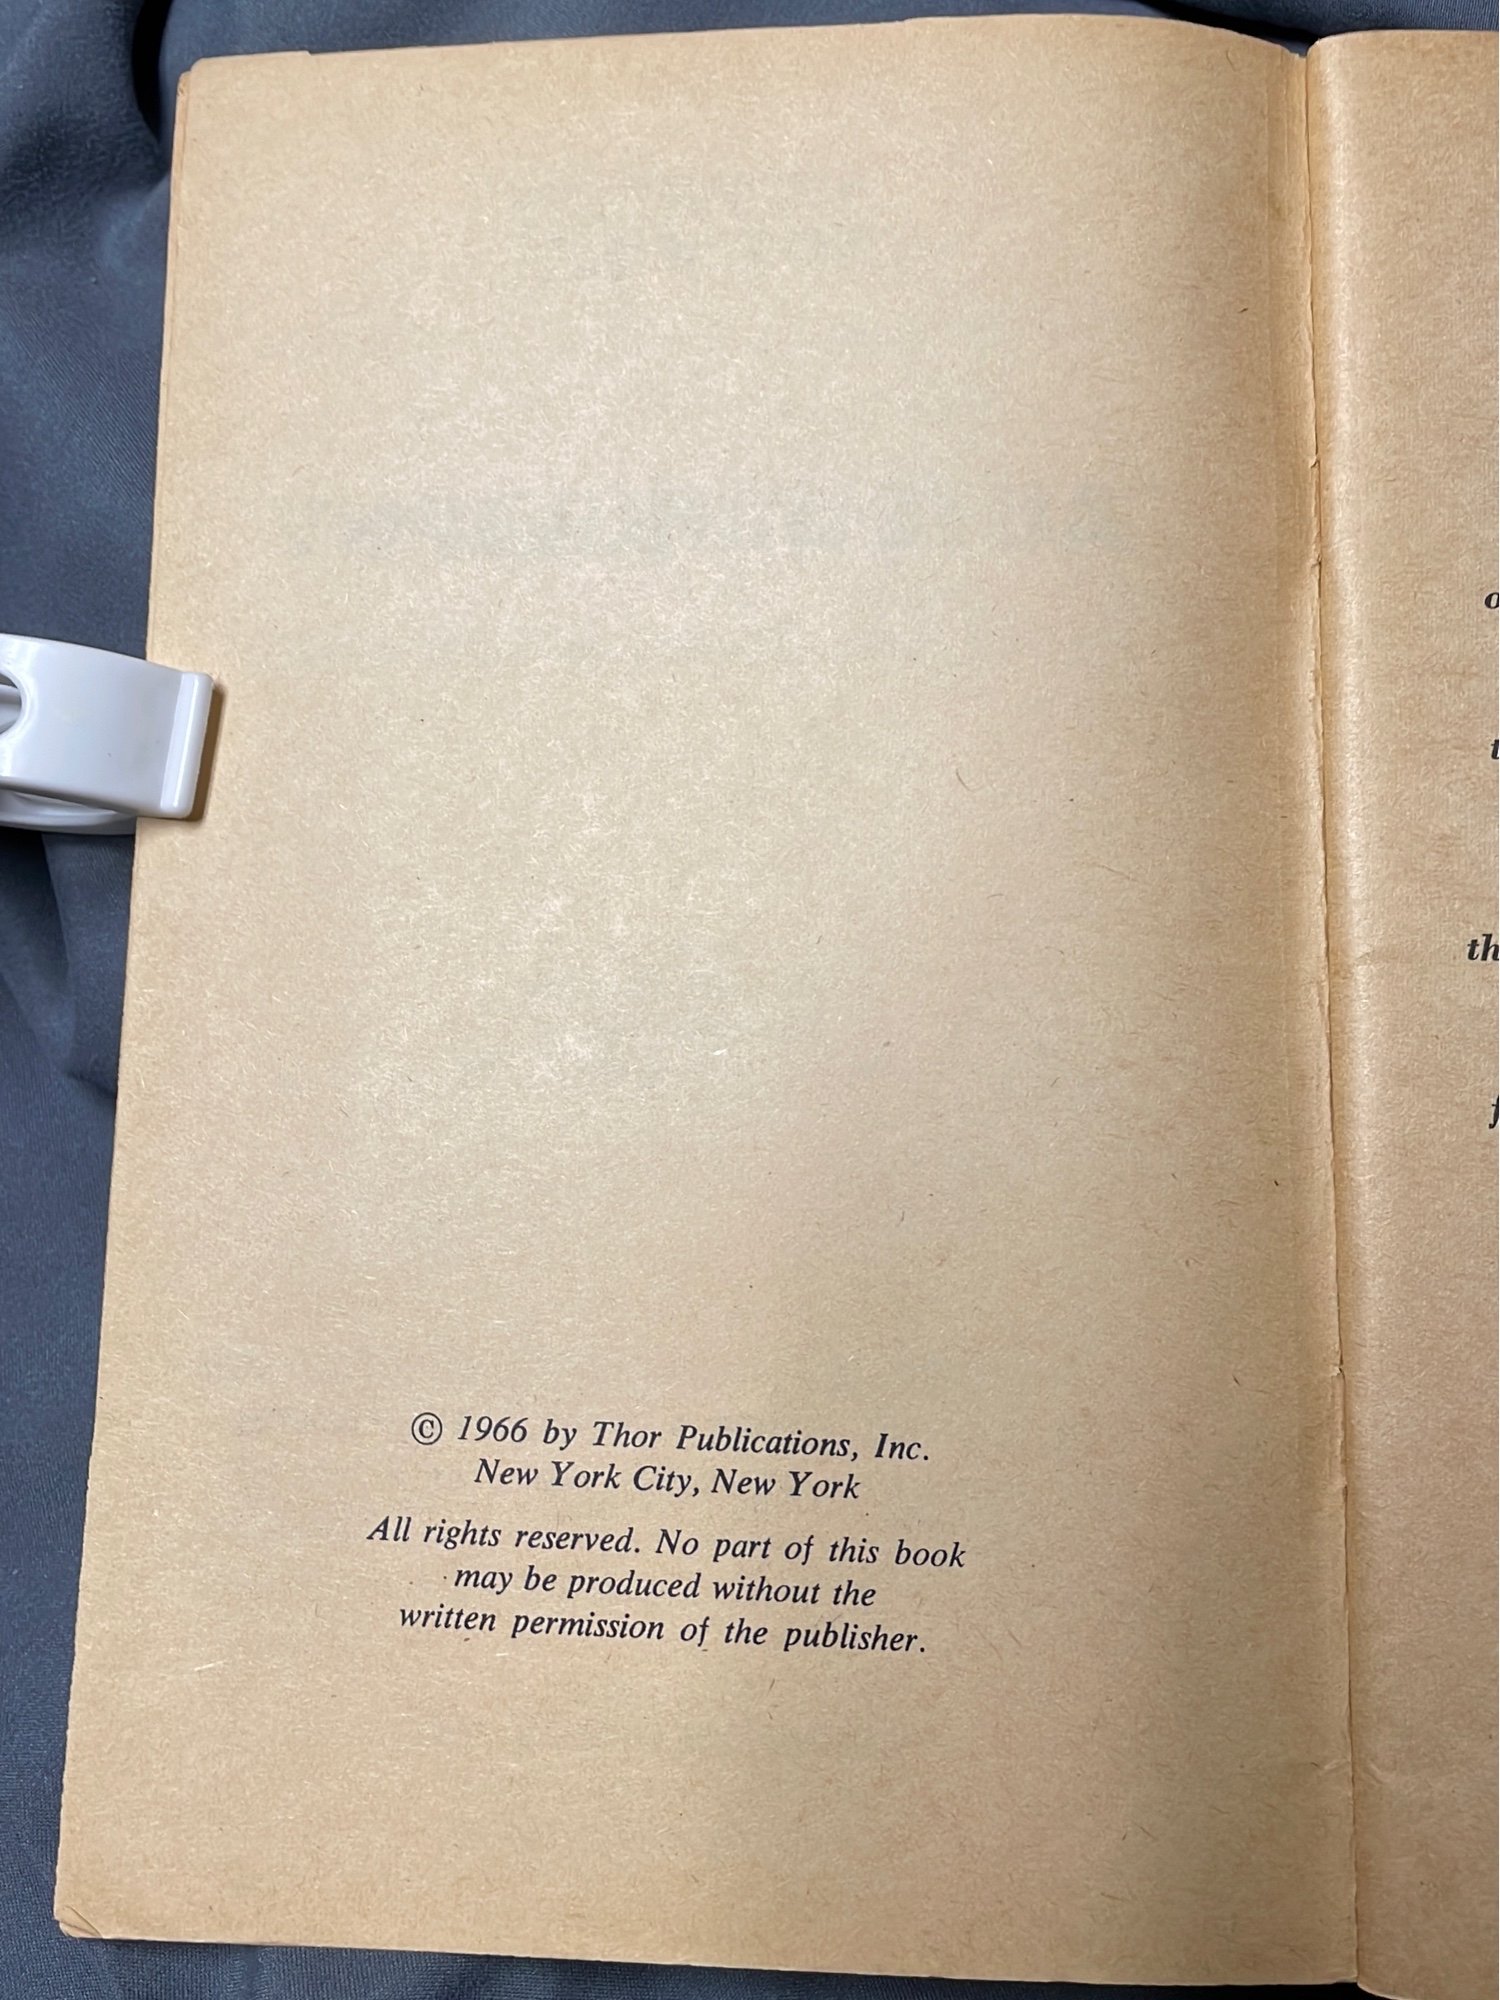 © 1966 by Thor Publications, Inc.
New York City, New York
All rights reserved. No part of this book
may be produced without the
written permission of the publisher.
th